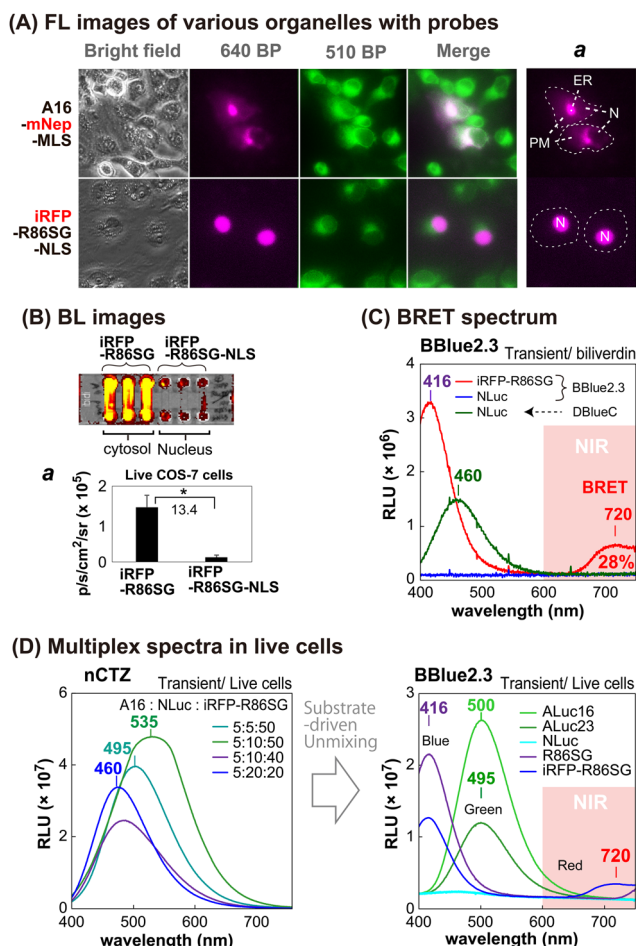 (A) FL images of various organelles with probes
Bright field 640 BP 510 BP Merge a
A16
-mNep
-MLS
ER
N
PM
iRFP
-R86SG
-NLS
N
N
(B) BL images
iRFP
-R86SG
iRFP
-R86SG-NLS
cytosol Nucleus
a
Live COS-7 cells
p/s/cm²/sr (x 10⁵)
2
1
0
*
13.4
iRFP
-R86SG
iRFP
-R86SG-NLS
(C) BRET spectrum
BBlue2.3 Transient/ biliverdin
416
iRFP-R86SG
NLuc
BBlue2.3
NLuc
DBlueC
NIR
460
BRET
720
28%
RLU (× 10⁶)
4
3
2
1
0
400 500 600 700
wavelength (nm)
(D) Multiplex spectra in live cells
nCTZ
Transient/ Live cells
A16 : NLuc : iRFP-R86SG
535
495
460
5:5:50
5:10:50
5:10:40
5:20:20
RLU (× 10⁷)
6
4
2
0
400 500 600 700
wavelength (nm)
Substrate
-driven
Unmixing
BBlue2.3
Transient/ Live cells
416
500
ALuc16
ALuc23
NLuc
R86SG
iRFP-R86SG
Blue
495
Green
NIR
Red
720
RLU (× 10⁷)
3
2
1
0
400 500 600 700
wavelength (nm)